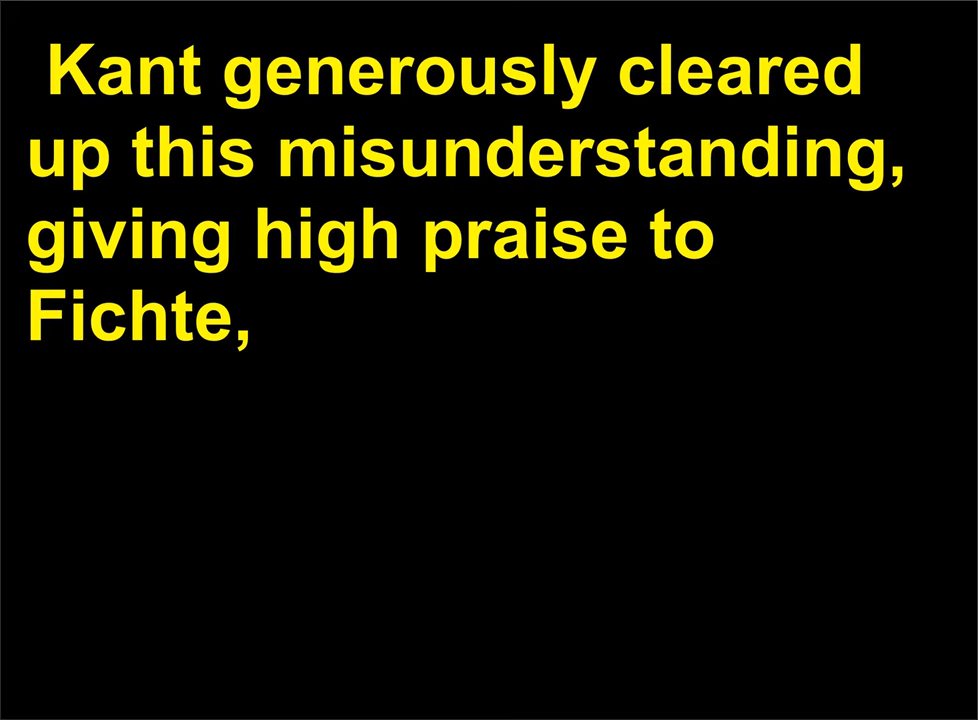 Kant generously cleared
up this misunderstanding,
giving high praise to
Fichte,